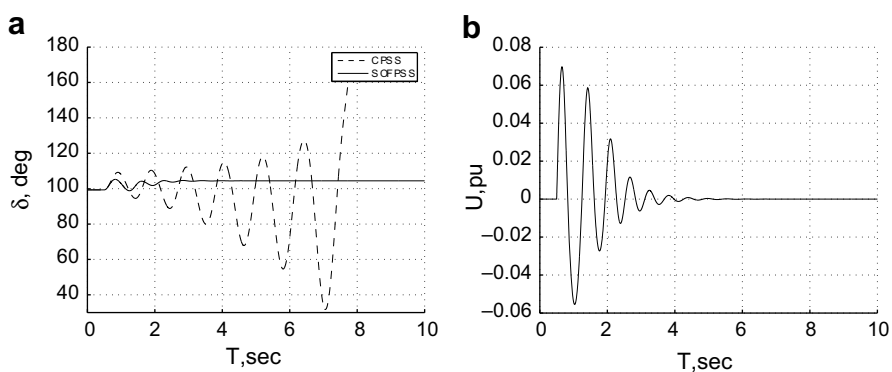 a
180
160
140
120
100
80
60
40
δ, deg
CPSS
SOFPSS
0 2 4 6 8 10
T,sec
b
0.08
0.06
0.04
0.02
0
–0.02
–0.04
–0.06
U,pu
0 2 4 6 8 10
T,sec